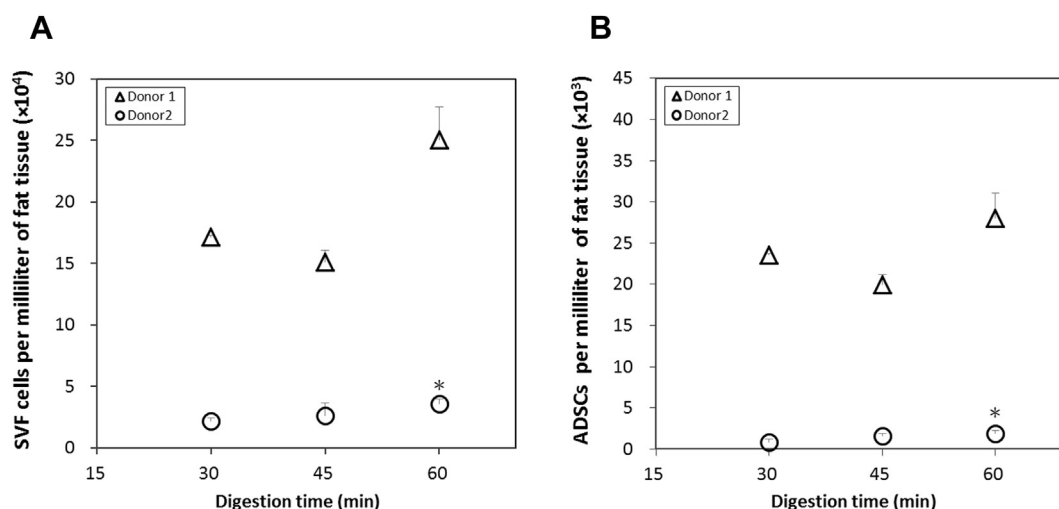 A
SVF cells per milliliter of fat tissue (×10⁴)
30
25
20
15
10
5
0
Donor 1
Donor2
*
15 30 45 60
Digestion time (min)
B
ADSCs per milliliter of fat tissue (×10³)
45
40
35
30
25
20
15
10
5
0
Donor 1
Donor2
*
15 30 45 60
Digestion time (min)